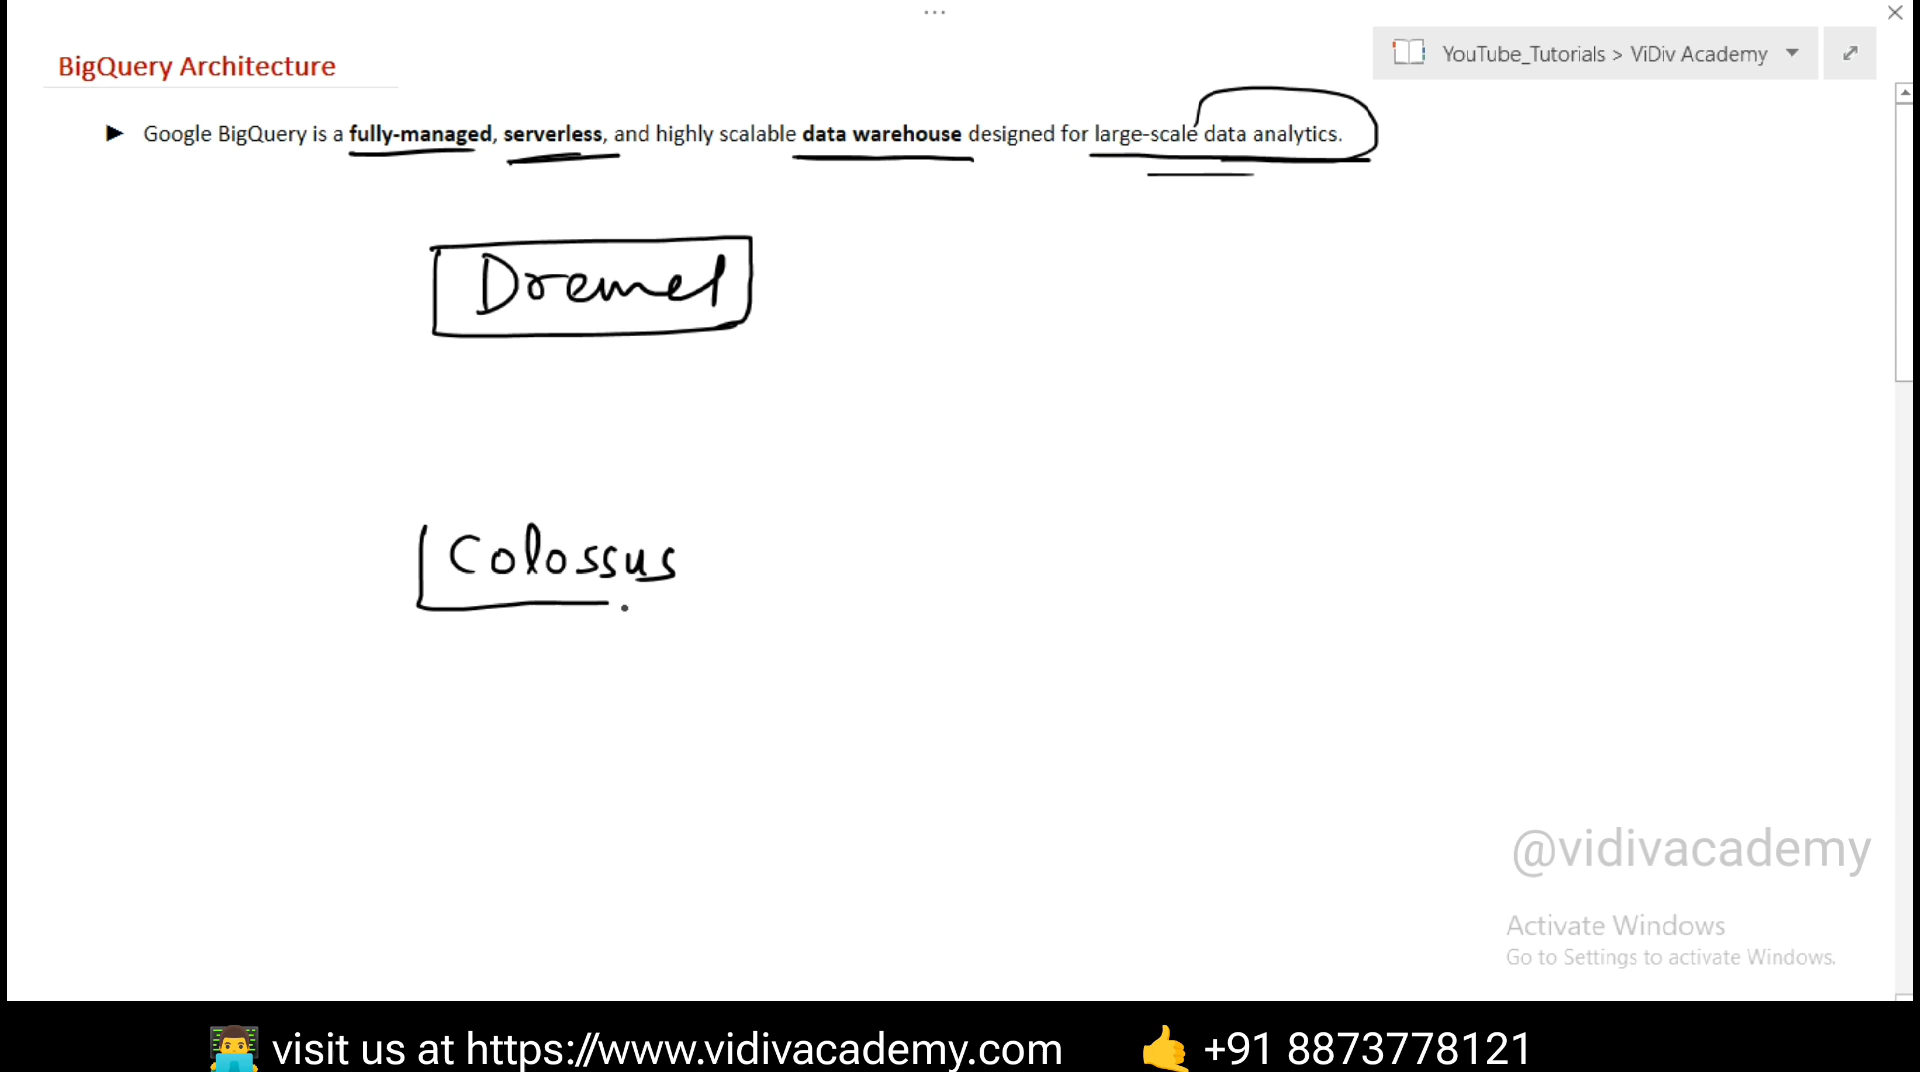 BigQuery Architecture
YouTube_Tutorials > ViDiv Academy
Google BigQuery is a fully-managed, serverless, and highly scalable data warehouse designed for large-scale data analytics.
Dremel
Colossus
@vidivacademy
Activate Windows
Go to Settings to activate Windows.
visit us at https://www.vidivacademy.com +91 8873778121